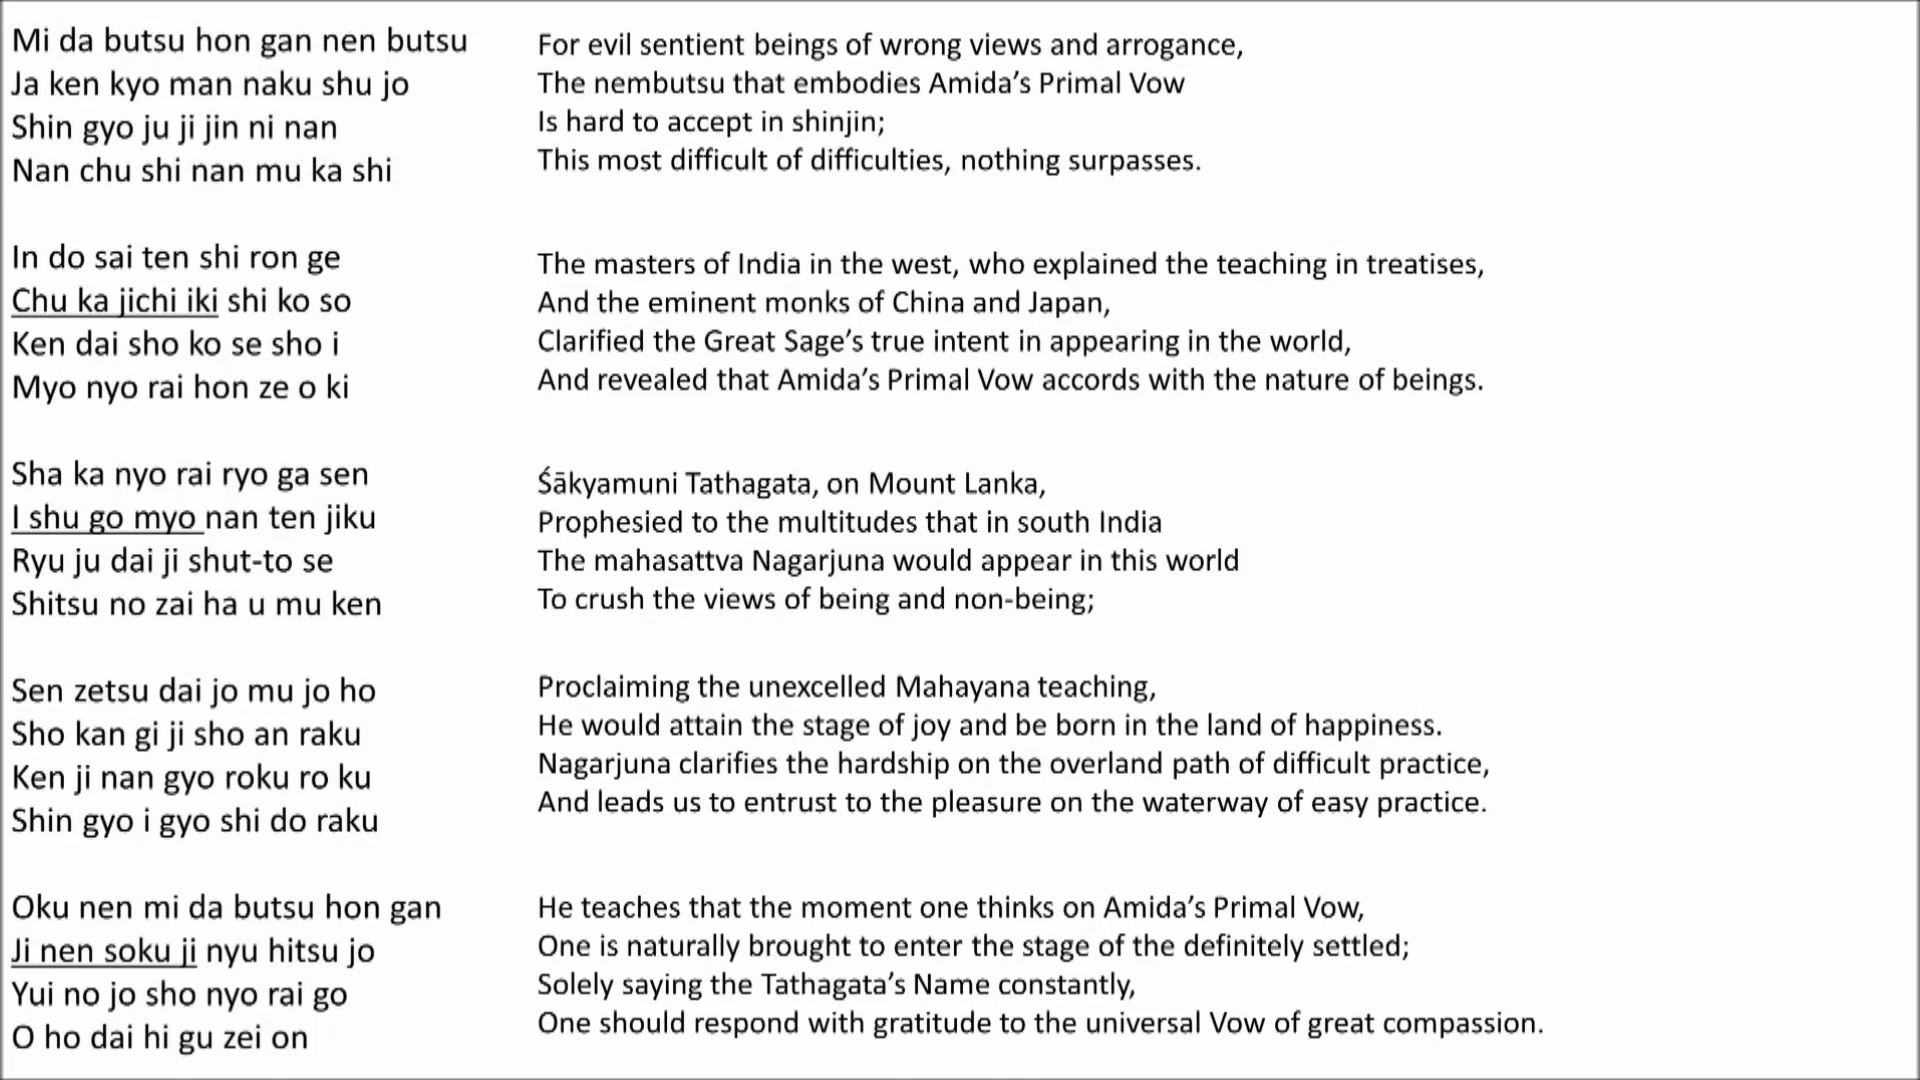 Mi da butsu hon gan nen butsu
Ja ken kyo man naku shu jo
Shin gyo ju ji jin ni nan
Nan chu shi nan mu ka shi
For evil sentient beings of wrong views and arrogance,
The nembutsu that embodies Amida’s Primal Vow
Is hard to accept in shinjin;
This most difficult of difficulties, nothing surpasses.
In do sai ten shi ron ge
Chu ka jichi iki shi ko so
Ken dai sho ko se sho i
Myo nyo rai hon ze o ki
The masters of India in the west, who explained the teaching in treatises,
And the eminent monks of China and Japan,
Clarified the Great Sage’s true intent in appearing in the world,
And revealed that Amida’s Primal Vow accords with the nature of beings.
Sha ka nyo rai ryo ga sen
I shu go myo nan ten jiku
Ryu ju dai ji shut-to se
Shitsu no zai ha u mu ken
Śākyamuni Tathagata, on Mount Lanka,
Prophesied to the multitudes that in south India
The mahasattva Nagarjuna would appear in this world
To crush the views of being and non-being;
Sen zetsu dai jo mu jo ho
Sho kan gi ji sho an raku
Ken ji nan gyo roku ro ku
Shin gyo i gyo shi do raku
Proclaiming the unexcelled Mahayana teaching,
He would attain the stage of joy and be born in the land of happiness.
Nagarjuna clarifies the hardship on the overland path of difficult practice,
And leads us to entrust to the pleasure on the waterway of easy practice.
Oku nen mi da butsu hon gan
Ji nen soku ji nyu hitsu jo
Yui no jo sho nyo rai go
O ho dai hi gu zei on
He teaches that the moment one thinks on Amida’s Primal Vow,
One is naturally brought to enter the stage of the definitely settled;
Solely saying the Tathagata’s Name constantly,
One should respond with gratitude to the universal Vow of great compassion.